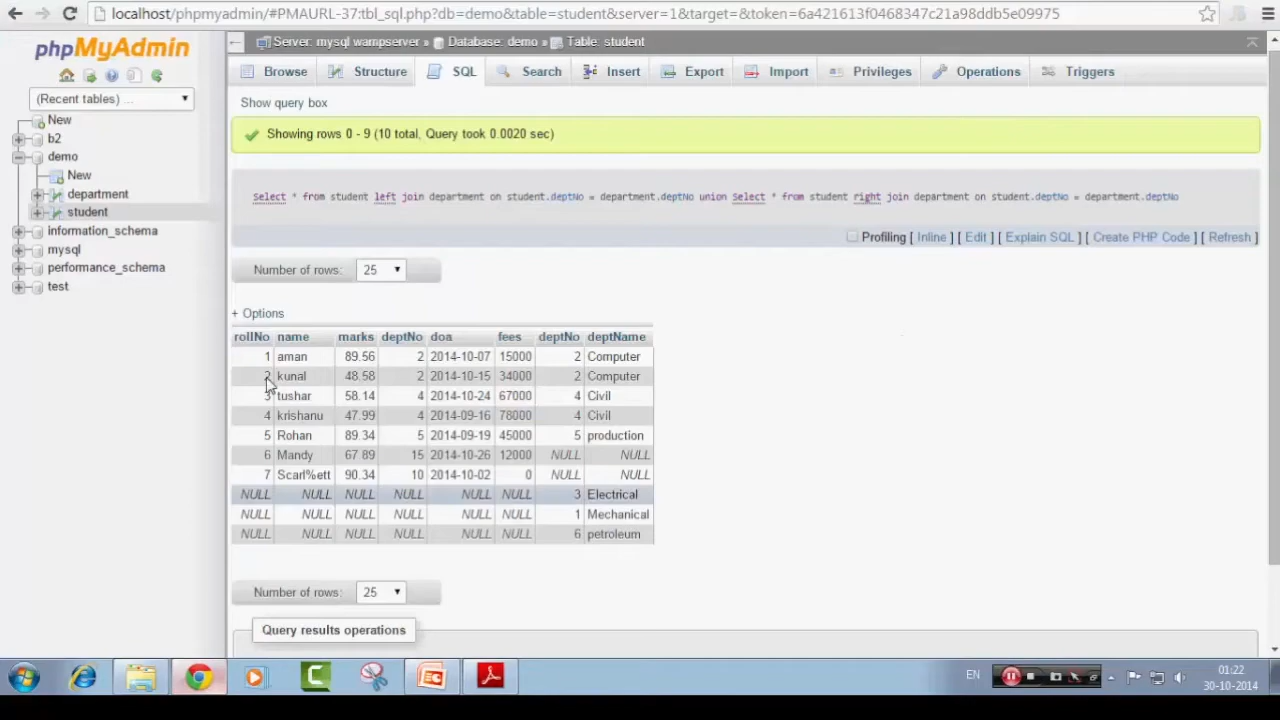 localhost/phpmyadmin/#PMAURL-37:tbl_sql.php?db=demo&table=student&server=1&target=&token=6a421613f0468347c21a98ddb5e09975
phpMyAdmin
(Recent tables) ...
New
b2
demo
New
department
student
information_schema
mysql
performance_schema
test
Server: mysql wampserver » Database: demo » Table: student
Browse Structure SQL Search Insert Export Import Privileges Operations Triggers
Show query box
Showing rows 0 - 9 (10 total, Query took 0.0020 sec)
Select * from student left join department on student.deptNo = department.deptNo union Select * from student right join department on student.deptNo = department.deptNo
Profiling [ Inline ] [ Edit ] [ Explain SQL ] [ Create PHP Code ] [ Refresh ]
Number of rows: 25
+ Options
rollNo name marks deptNo doa fees deptNo deptName
1 aman 89.56 2 2014-10-07 15000 2 Computer
2 kunal 48.58 2 2014-10-15 34000 2 Computer
3 tushar 58.14 4 2014-10-24 67000 4 Civil
4 krishanu 47.99 4 2014-09-16 78000 4 Civil
5 Rohan 89.34 5 2014-09-19 45000 5 production
6 Mandy 67.89 15 2014-10-26 12000 NULL NULL
7 Scarl%ett 90.34 10 2014-10-02 0 NULL NULL
NULL NULL NULL NULL NULL NULL 3 Electrical
NULL NULL NULL NULL NULL NULL 1 Mechanical
NULL NULL NULL NULL NULL NULL 6 petroleum
Number of rows: 25
Query results operations
EN
01:22
30-10-2014